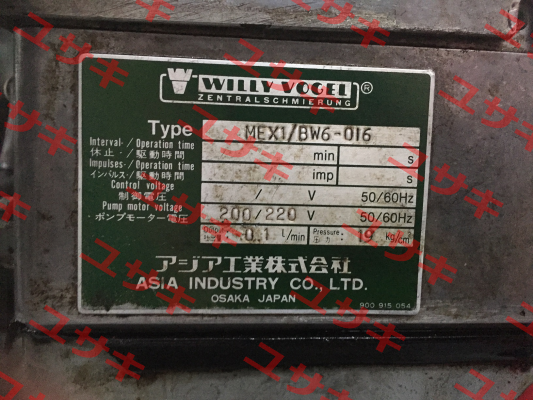 WILLY VOGEL ®
ZENTRALSCHMIERUNG
Type MEX1/BW6-016
Interval- / Operation time
休止・/ 駆動時間 min s
Impulses- / Operation time
インパルス・/ 駆動時間 imp s
Control voltage
制御電圧 / V 50/60Hz
Pump motor voltage
ポンプモーター電圧 200/220 V 50/60Hz
Output 0.1 l/min Pressure 19 kg/cm²
アジア工業株式会社
ASIA INDUSTRY CO., LTD.
OSAKA JAPAN
900 915 054
ユサキ